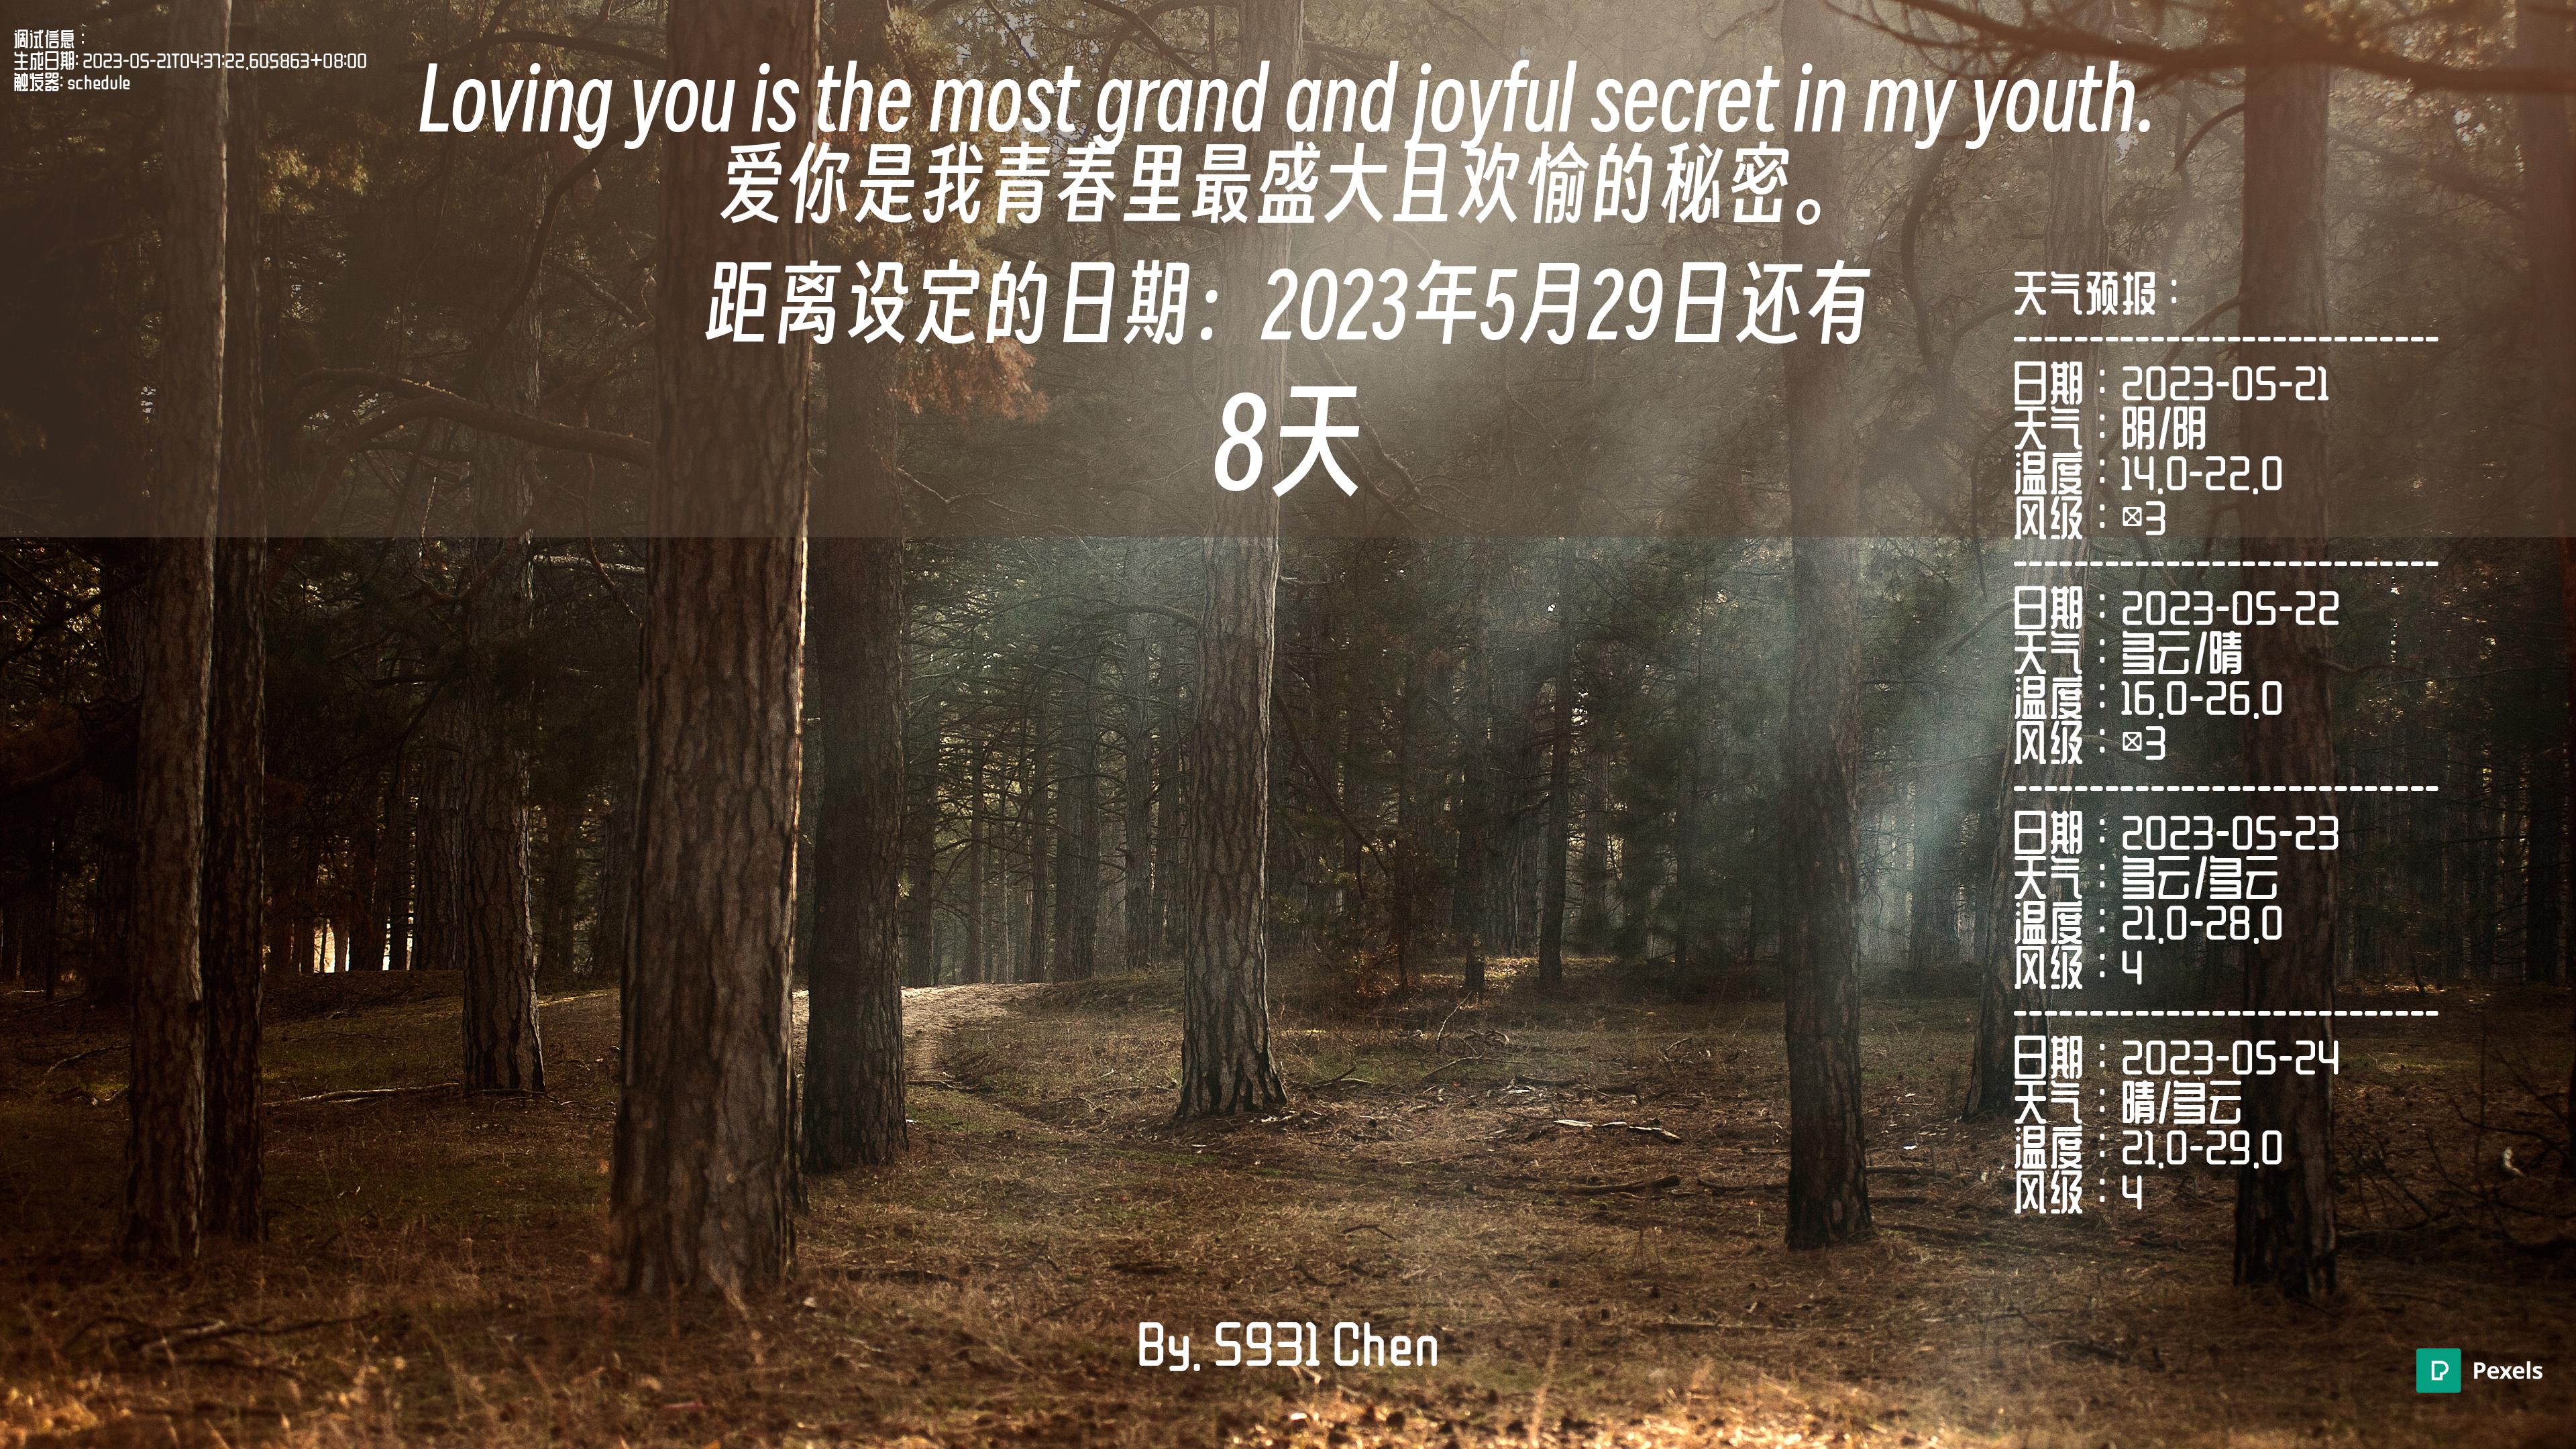 调试信息：
生成日期: 2023-05-21T04:37:22.605863+08:00
触发器: schedule
Loving you is the most grand and joyful secret in my youth.
爱你是我青春里最盛大且欢愉的秘密。
距离设定的日期：2023年5月29日还有
8天
天气预报：
------------------------
日期：2023-05-21
天气：阴/阴
温度：14.0-22.0
风级：☒3
------------------------
日期：2023-05-22
天气：多云/晴
温度：16.0-26.0
风级：☒3
------------------------
日期：2023-05-23
天气：多云/多云
温度：21.0-28.0
风级：4
------------------------
日期：2023-05-24
天气：晴/多云
温度：21.0-29.0
风级：4
By. S931 Chen
Pexels